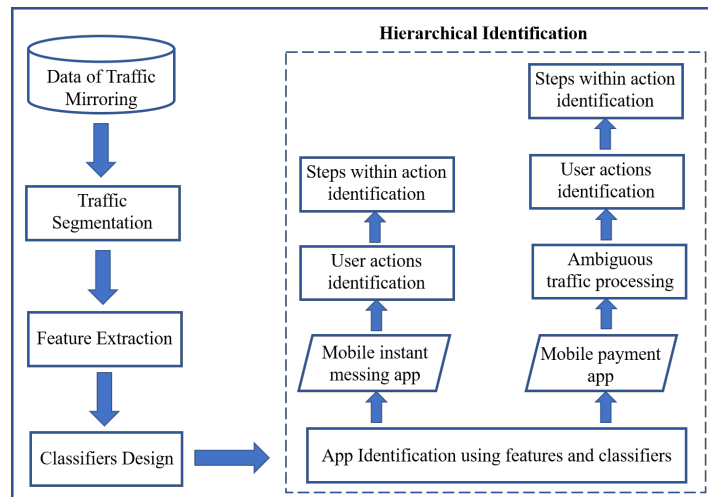 Hierarchical Identification
Data of Traffic
Mirroring
Traffic
Segmentation
Feature Extraction
Classifiers Design
Steps within action
identification
User actions
identification
Mobile instant
messing app
Steps within action
identification
User actions
identification
Ambiguous
traffic processing
Mobile payment
app
App Identification using features and classifiers